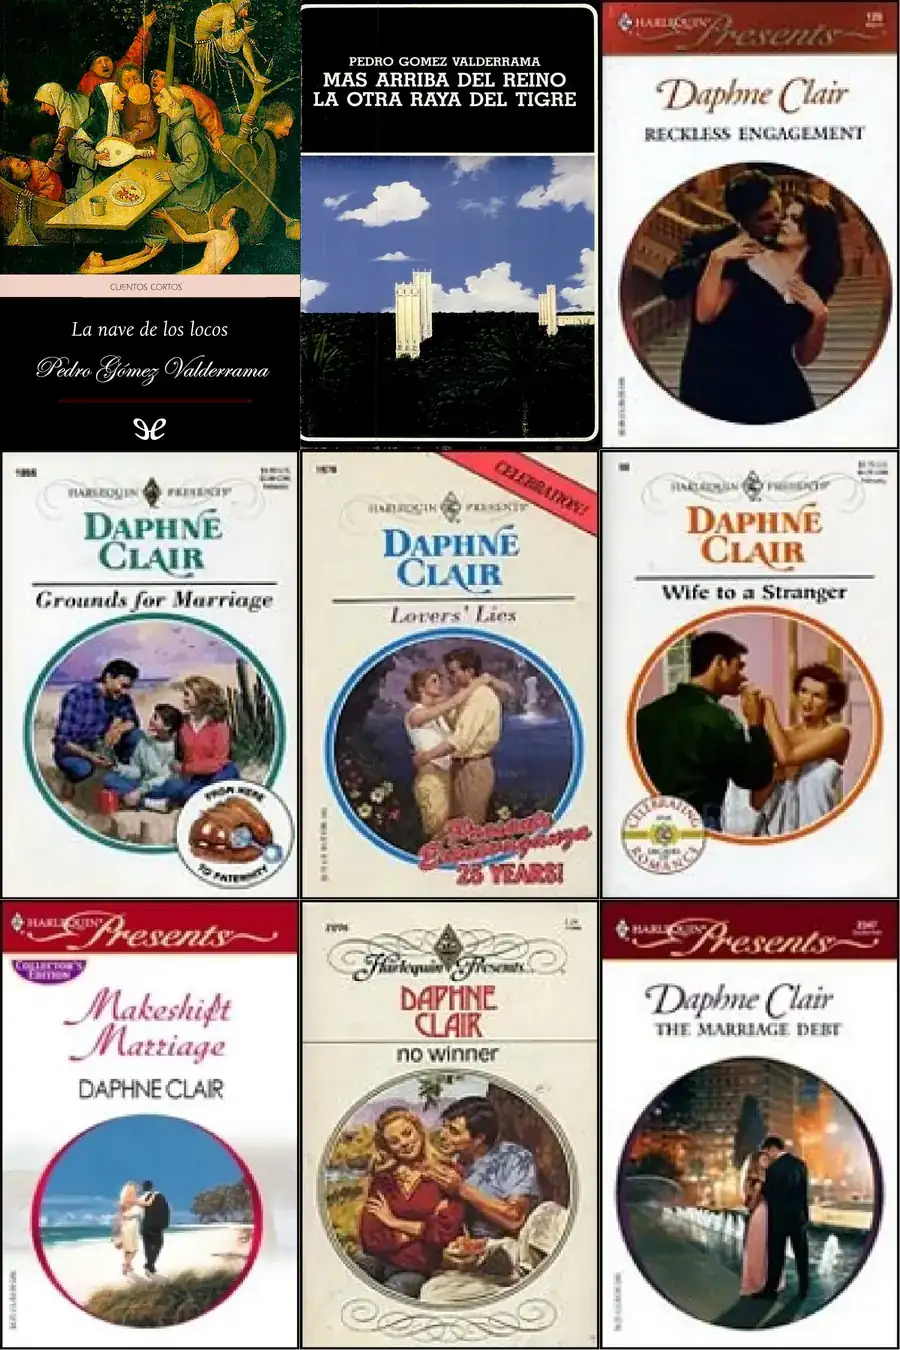 CUENTOS CORTOS
La nave de los locos
Pedro Gómez Valderrama
PEDRO GOMEZ VALDERRAMA
MAS ARRIBA DEL REINO
LA OTRA RAYA DEL TIGRE
HARLEQUIN
Presents
Daphne Clair
RECKLESS ENGAGEMENT
HARLEQUIN PRESENTS
DAPHNE
CLAIR
Grounds for Marriage
FROM HERE
TO PATERNITY
CELEBRATION!
HARLEQUIN PRESENTS
DAPHNE
CLAIR
Lovers' Lies
Presents
Extravaganza
25 YEARS!
HARLEQUIN PRESENTS
DAPHNE
CLAIR
Wife to a Stranger
CELEBRATING
ROMANCE
HARLEQUIN
Presents
COLLECTOR'S
EDITION
Makeshift
Marriage
DAPHNE CLAIR
Harlequin Presents...
DAPHNE
CLAIR
no winner
HARLEQUIN
Presents
Daphne Clair
THE MARRIAGE DEBT